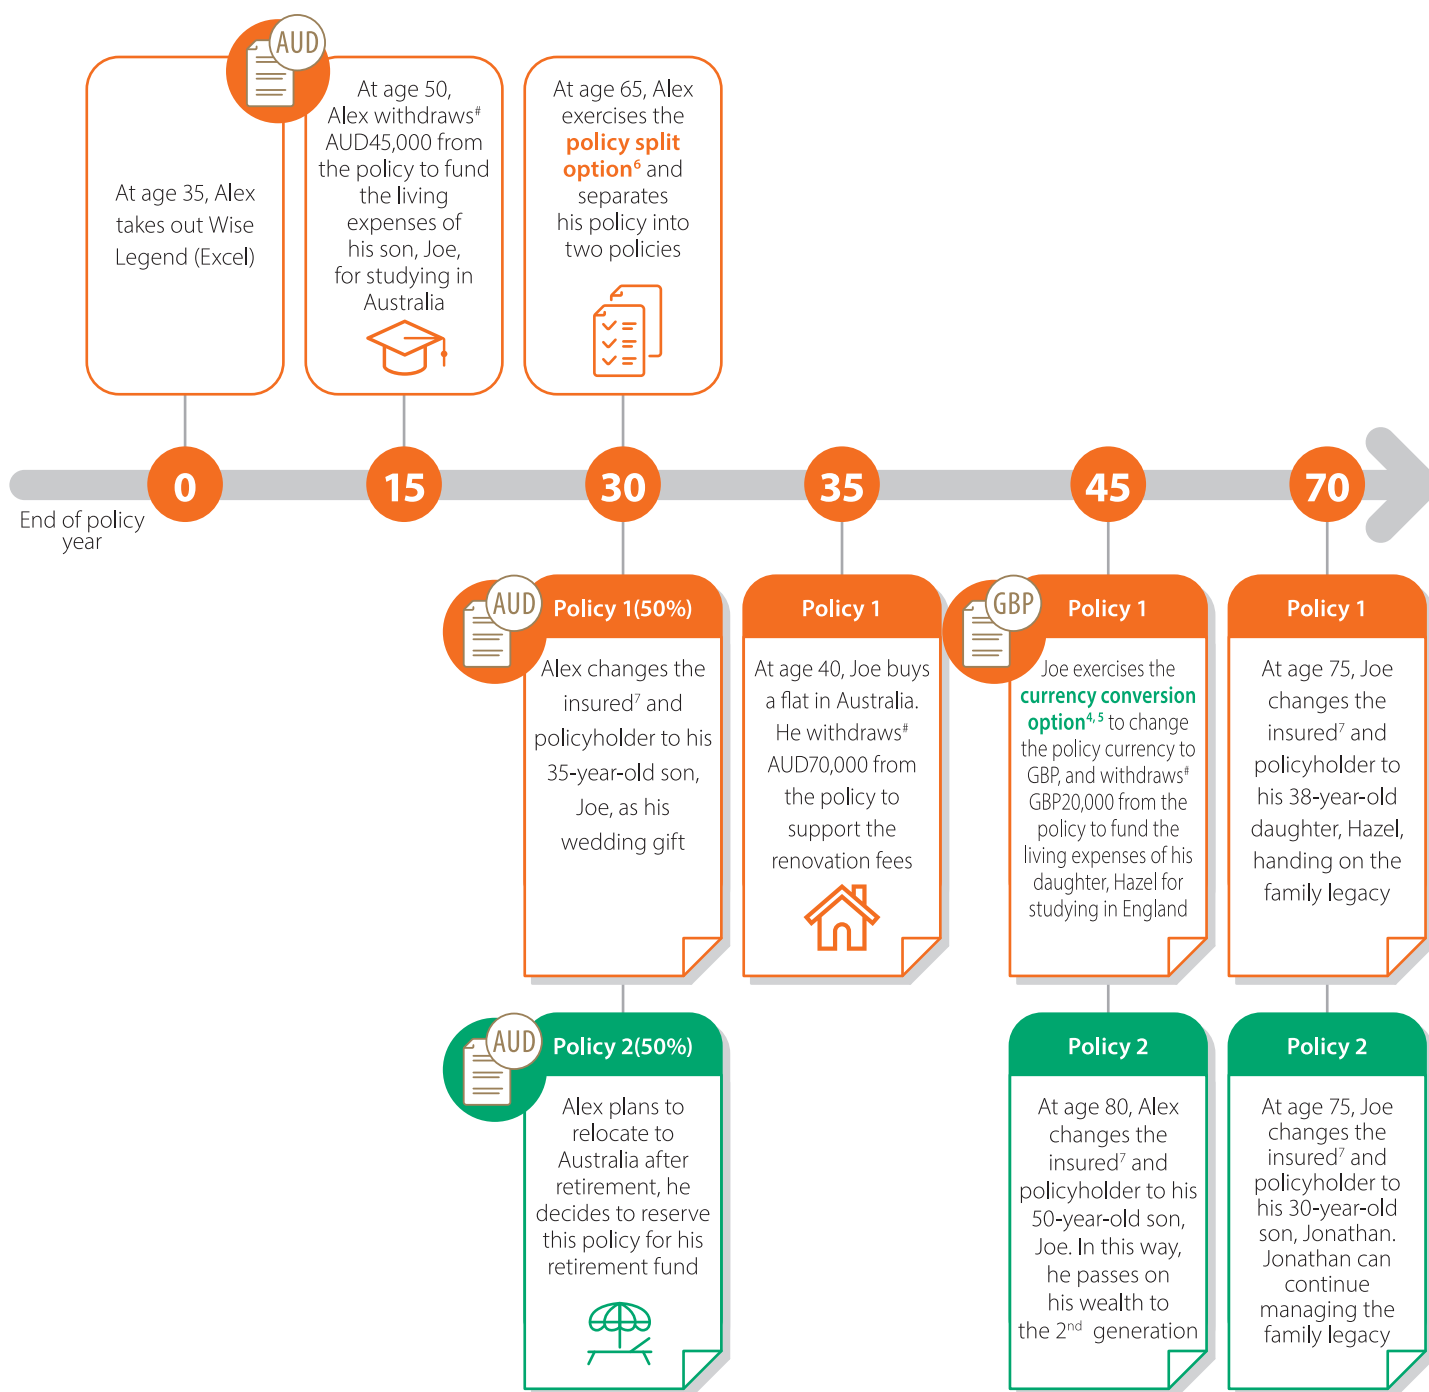 AUD
At age 35, Alex
takes out Wise
Legend (Excel)
At age 50,
Alex withdraws#
AUD45,000 from
the policy to fund
the living
expenses of
his son, Joe,
for studying in
Australia
At age 65, Alex
exercises the
policy split
option6 and
separates
his policy into
two policies
0
15
30
35
45
70
End of policy
year
AUD
Policy 1(50%)
Alex changes the
insured7 and
policyholder to his
35-year-old son,
Joe, as his
wedding gift
Policy 1
At age 40, Joe buys
a flat in Australia.
He withdraws#
AUD70,000 from
the policy to
support the
renovation fees
GBP
Policy 1
Joe exercises the
currency conversion
option4, 5 to change
the policy currency to
GBP, and withdraws#
GBP20,000 from the
policy to fund the
living expenses of his
daughter, Hazel for
studying in England
Policy 1
At age 75, Joe
changes the
insured7 and
policyholder to
his 38-year-old
daughter, Hazel,
handing on the
family legacy
AUD
Policy 2(50%)
Alex plans to
relocate to
Australia after
retirement, he
decides to reserve
this policy for his
retirement fund
Policy 2
At age 80, Alex
changes the
insured7 and
policyholder to his
50-year-old son,
Joe. In this way,
he passes on
his wealth to
the 2nd generation
Policy 2
At age 75, Joe
changes the
insured7 and
policyholder to
his 30-year-old
son, Jonathan.
Jonathan can
continue
managing the
family legacy